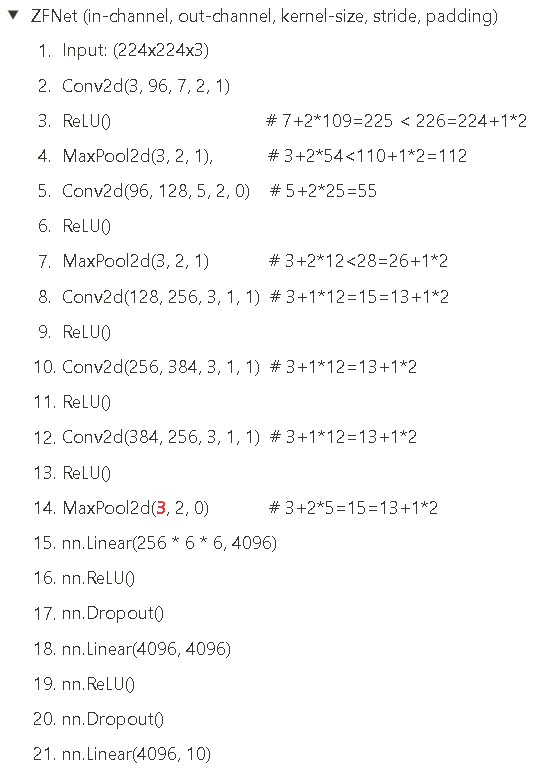 ▼ ZFNet (in-channel, out-channel, kernel-size, stride, padding)
1. Input: (224x224x3)
2. Conv2d(3, 96, 7, 2, 1)
3. ReLU() # 7+2*109=225 < 226=224+1*2
4. MaxPool2d(3, 2, 1), # 3+2*54<110+1*2=112
5. Conv2d(96, 128, 5, 2, 0) # 5+2*25=55
6. ReLU()
7. MaxPool2d(3, 2, 1) # 3+2*12<28=26+1*2
8. Conv2d(128, 256, 3, 1, 1) # 3+1*12=15=13+1*2
9. ReLU()
10. Conv2d(256, 384, 3, 1, 1) # 3+1*12=13+1*2
11. ReLU()
12. Conv2d(384, 256, 3, 1, 1) # 3+1*12=13+1*2
13. ReLU()
14. MaxPool2d(3, 2, 0) # 3+2*5=15=13+1*2
15. nn.Linear(256 * 6 * 6, 4096)
16. nn.ReLU()
17. nn.Dropout()
18. nn.Linear(4096, 4096)
19. nn.ReLU()
20. nn.Dropout()
21. nn.Linear(4096, 10)